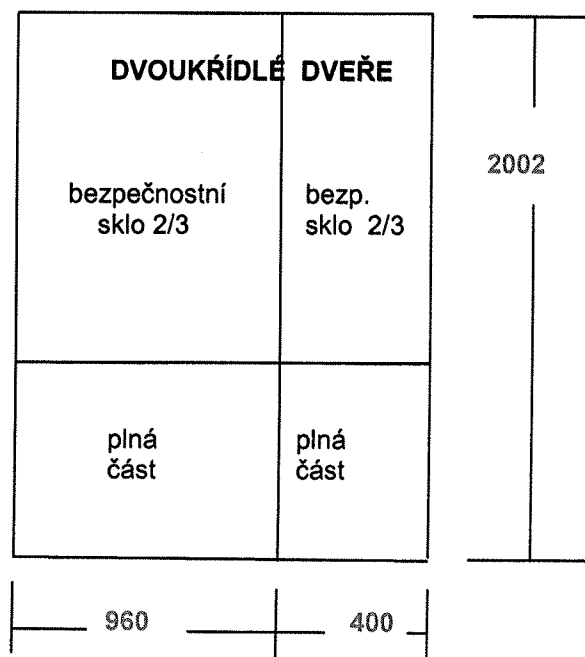 DVOUKŘÍDLÉ DVEŘE
2002
bezpečnostní
sklo 2/3
bezp.
sklo 2/3
plná
část
plná
část
960
400